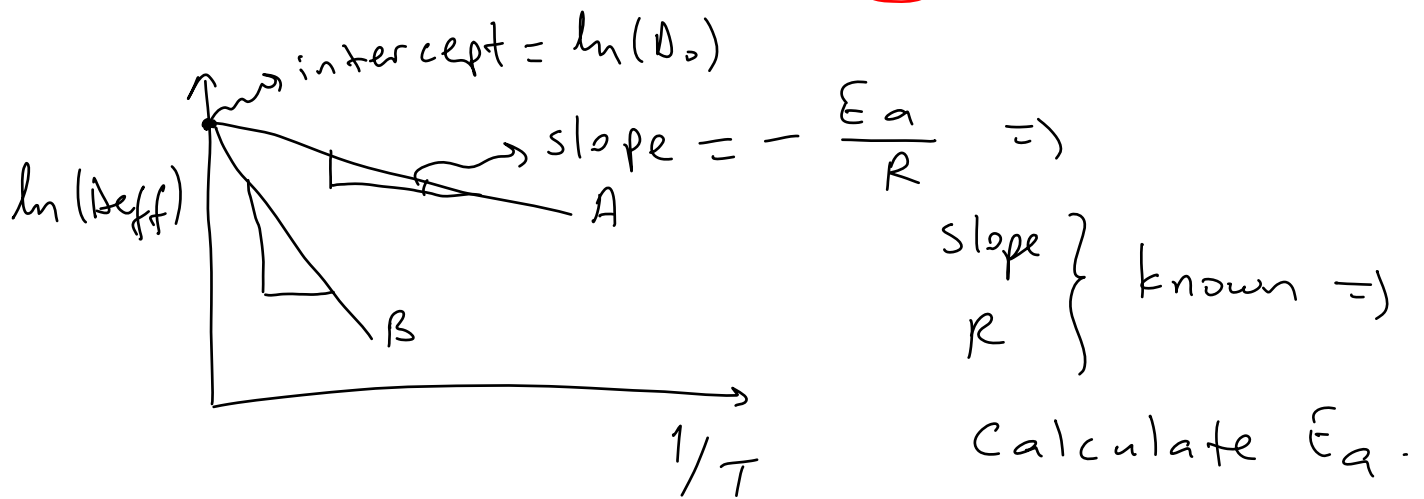 intercept = ln(D₀)
slope = - Ea/R =>
ln(Deff)
A
slope
R
} known =>
B
Calculate Ea.
1/T